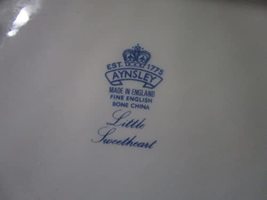 EST. 1775
AYNSLEY
MADE IN ENGLAND
FINE ENGLISH
BONE CHINA
Little
Sweetheart